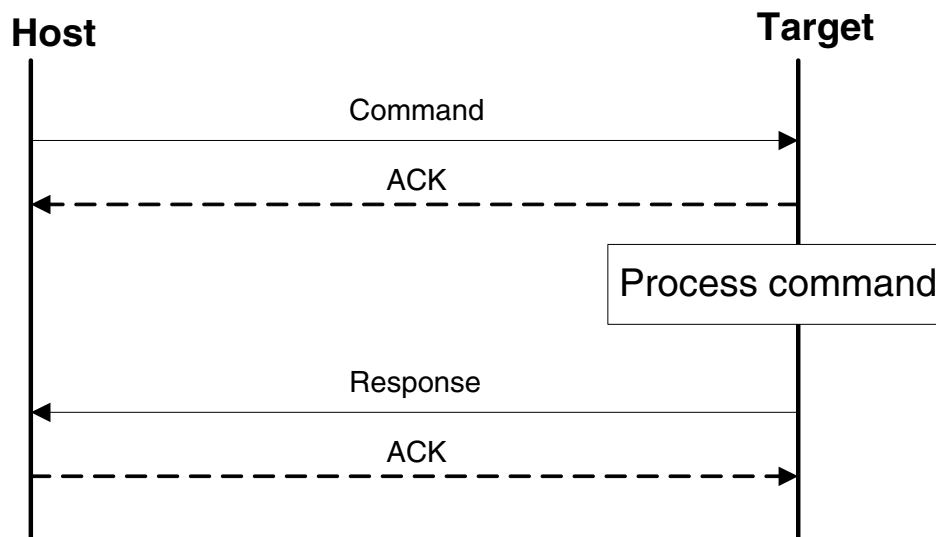 Host
Target
Command
ACK
Process command
Response
ACK